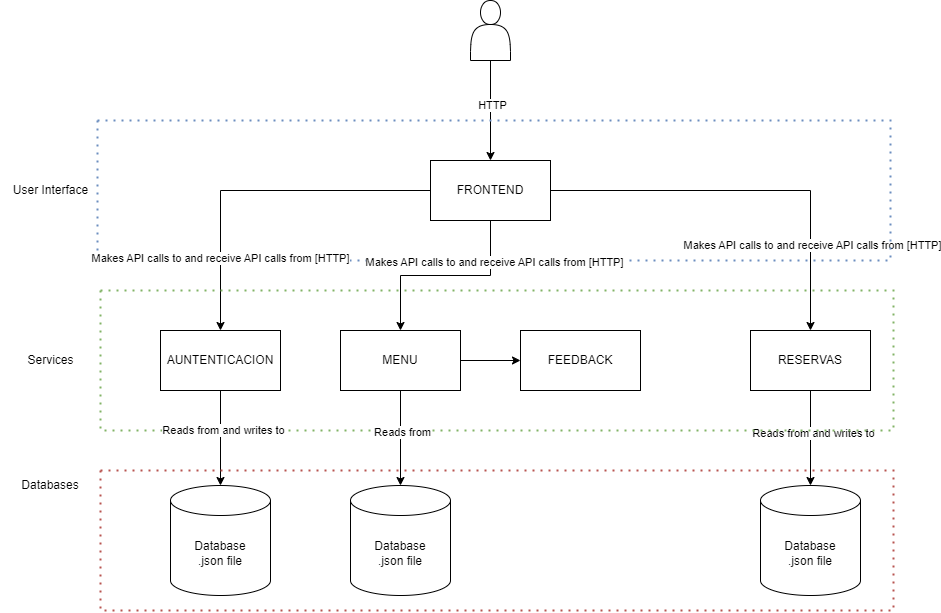 HTTP
User Interface
FRONTEND
Makes API calls to and receive API calls from [HTTP]
Makes API calls to and receive API calls from [HTTP]
Makes API calls to and receive API calls from [HTTP]
Services
AUNTENTICACION
MENU
FEEDBACK
RESERVAS
Reads from and writes to
Reads from
Reads from and writes to
Databases
Database
.json file
Database
.json file
Database
.json file